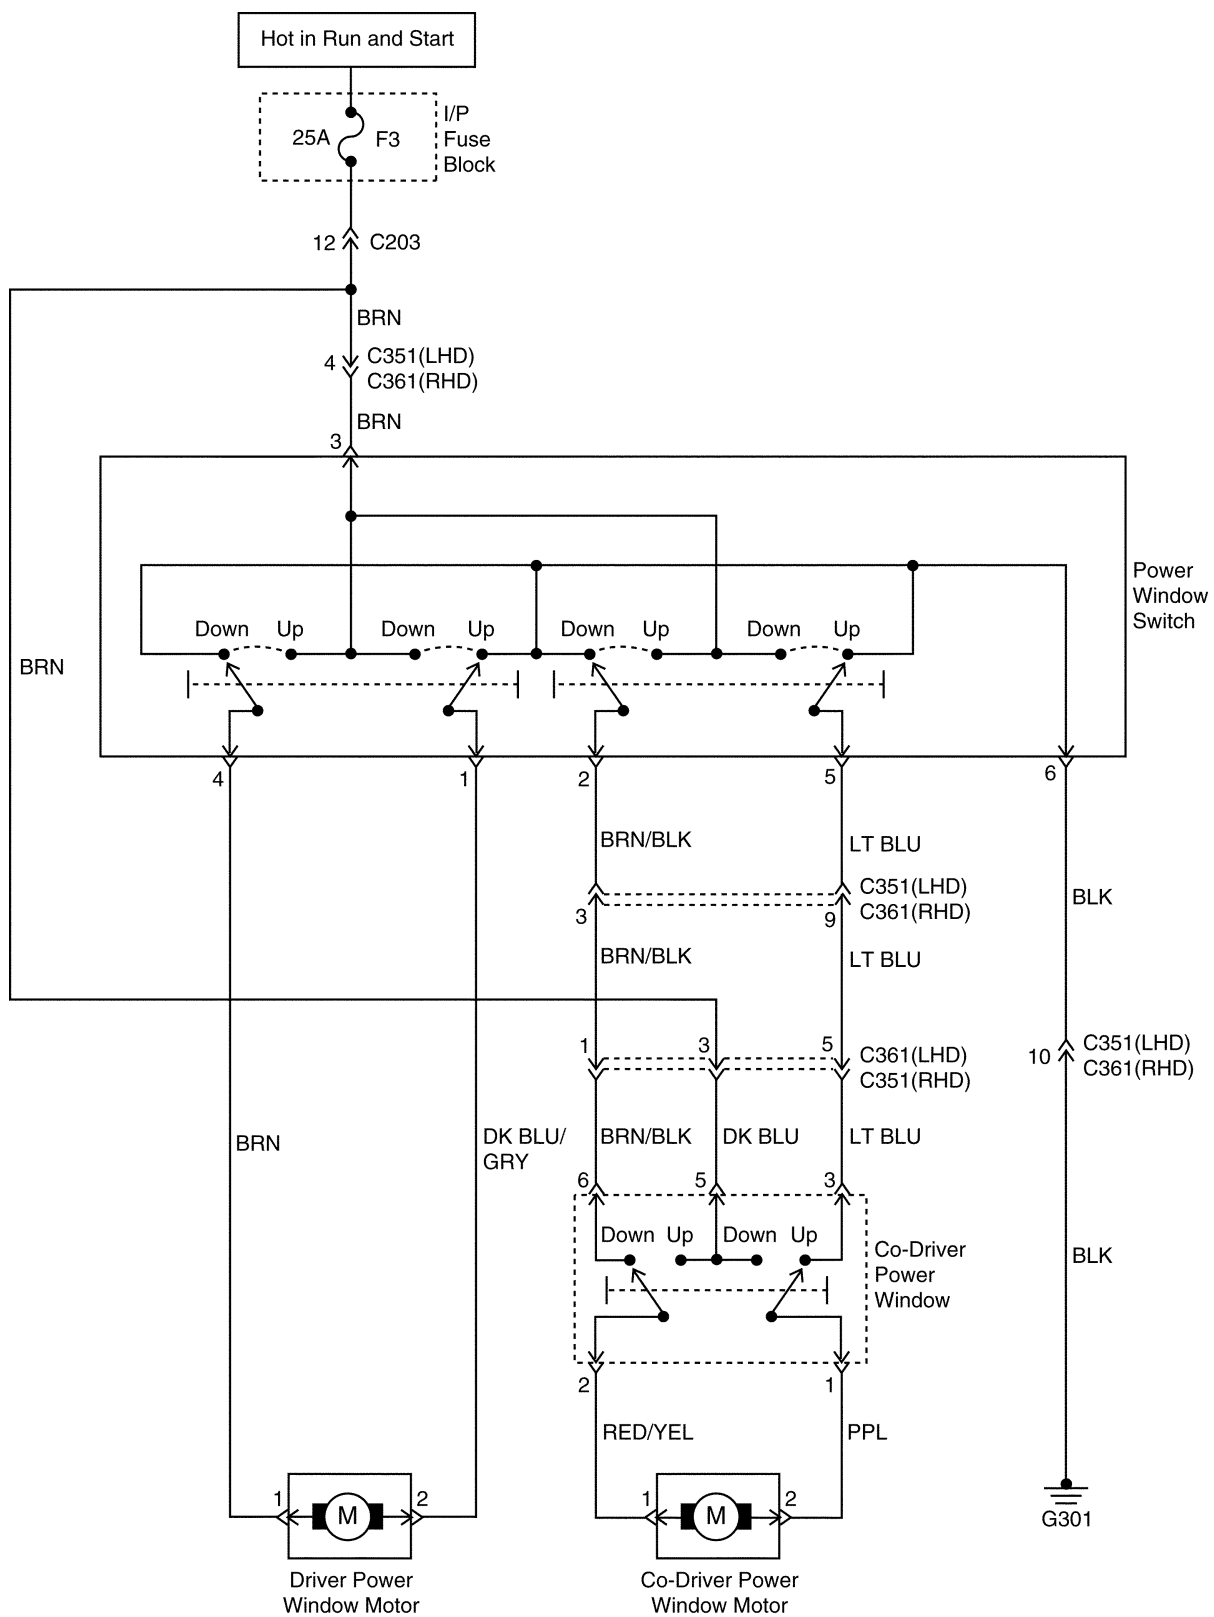 Hot in Run and Start
25A F3
I/P
Fuse
Block
12 C203
BRN
4 C351(LHD)
C361(RHD)
BRN
3
Power
Window
Switch
Down Up Down Up Down Up Down Up
BRN
4 1 2 5 6
BRN/BLK LT BLU
C351(LHD)
C361(RHD)
3 9
BLK
BRN/BLK LT BLU
1 3 5
C361(LHD)
C351(RHD)
10 C351(LHD)
C361(RHD)
BRN
DK BLU/
GRY
BRN/BLK DK BLU LT BLU
6 5 3
Down Up Down Up
Co-Driver
Power
Window
BLK
2 1
RED/YEL PPL
1 M 2
1 M 2
G301
Driver Power
Window Motor
Co-Driver Power
Window Motor